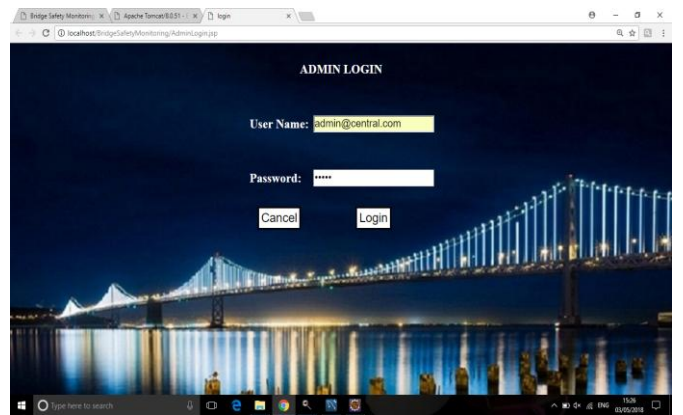 Bridge Safety Monitoring
Apache Tomcat/8.0.51 -
login
localhost/BridgeSafetyMonitoring/AdminLogin.jsp
ADMIN LOGIN
User Name: admin@central.com
Password: •••••
Cancel Login
Type here to search
ENG 15:26
03/05/2018